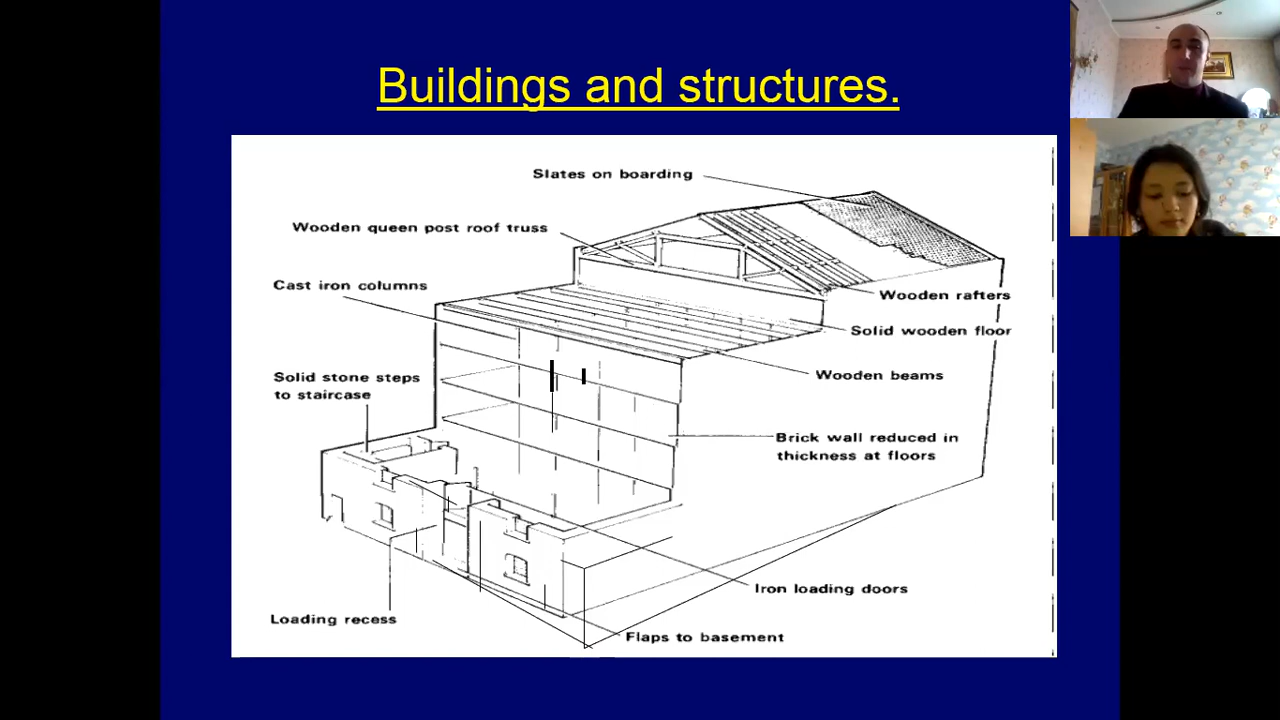 Buildings and structures.
Slates on boarding
Wooden queen post roof truss
Cast iron columns
Wooden rafters
Solid wooden floor
Solid stone steps
to staircase
Wooden beams
Brick wall reduced in
thickness at floors
Iron loading doors
Loading recess
Flaps to basement